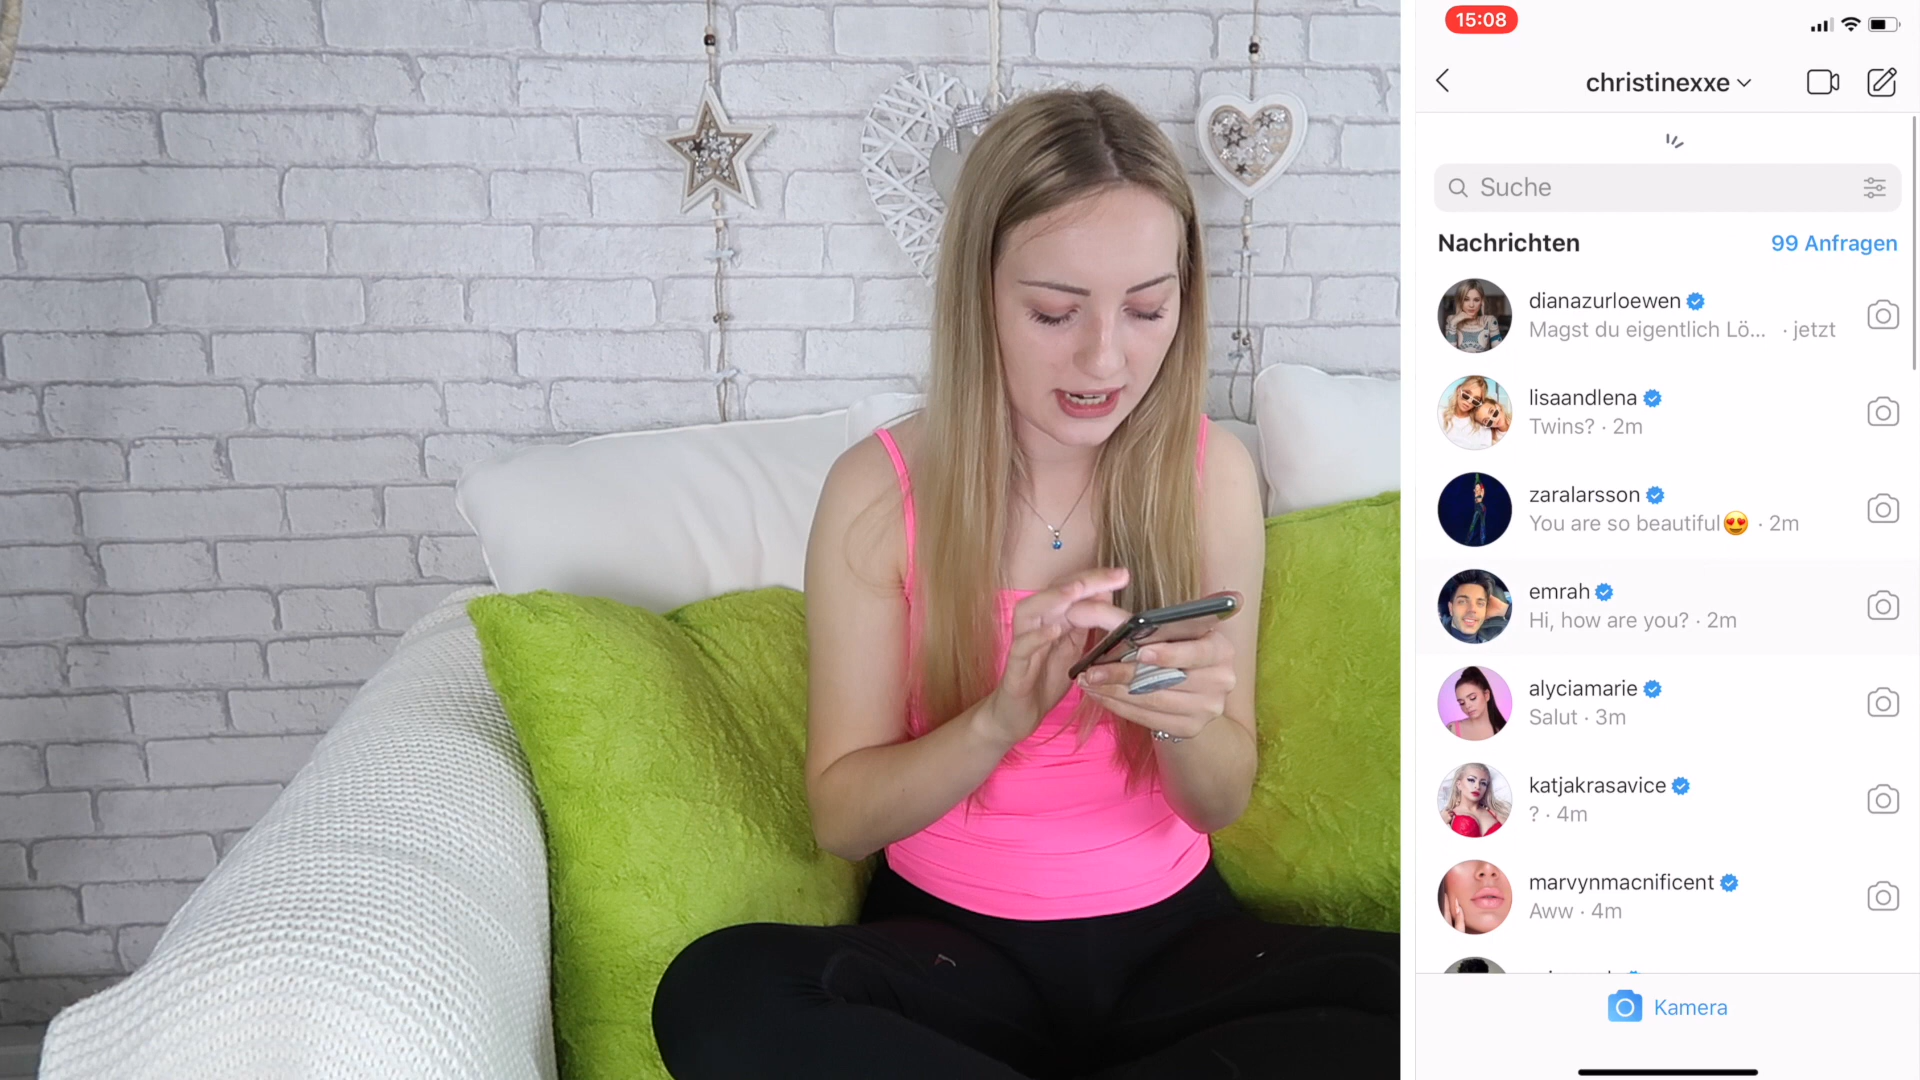 15:08
christinexxe
Suche
Nachrichten
99 Anfragen
dianazurloewen
Magst du eigentlich Lö... · jetzt
lisaandlena
Twins? · 2m
zaralarsson
You are so beautiful😍 · 2m
emrah
Hi, how are you? · 2m
alyciamarie
Salut · 3m
katjakrasavice
? · 4m
marvynmacnificent
Aww · 4m
Kamera